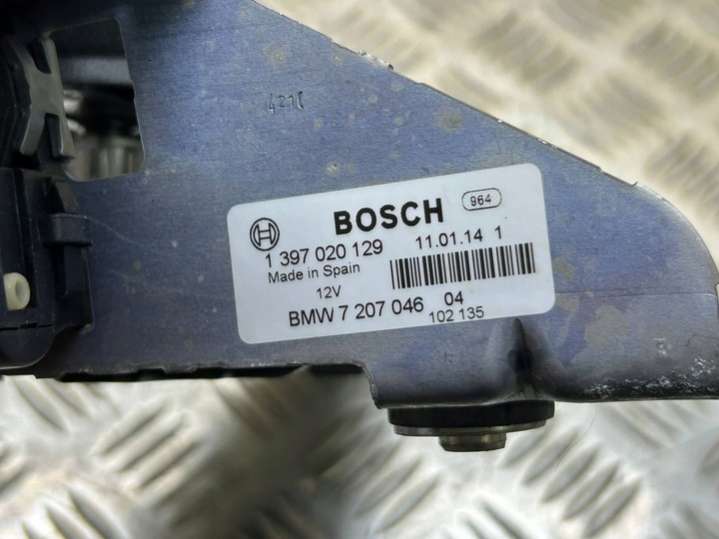 BOSCH 964
1 397 020 129 11.01.14 1
Made in Spain
12V
BMW 7 207 046 04
102 135